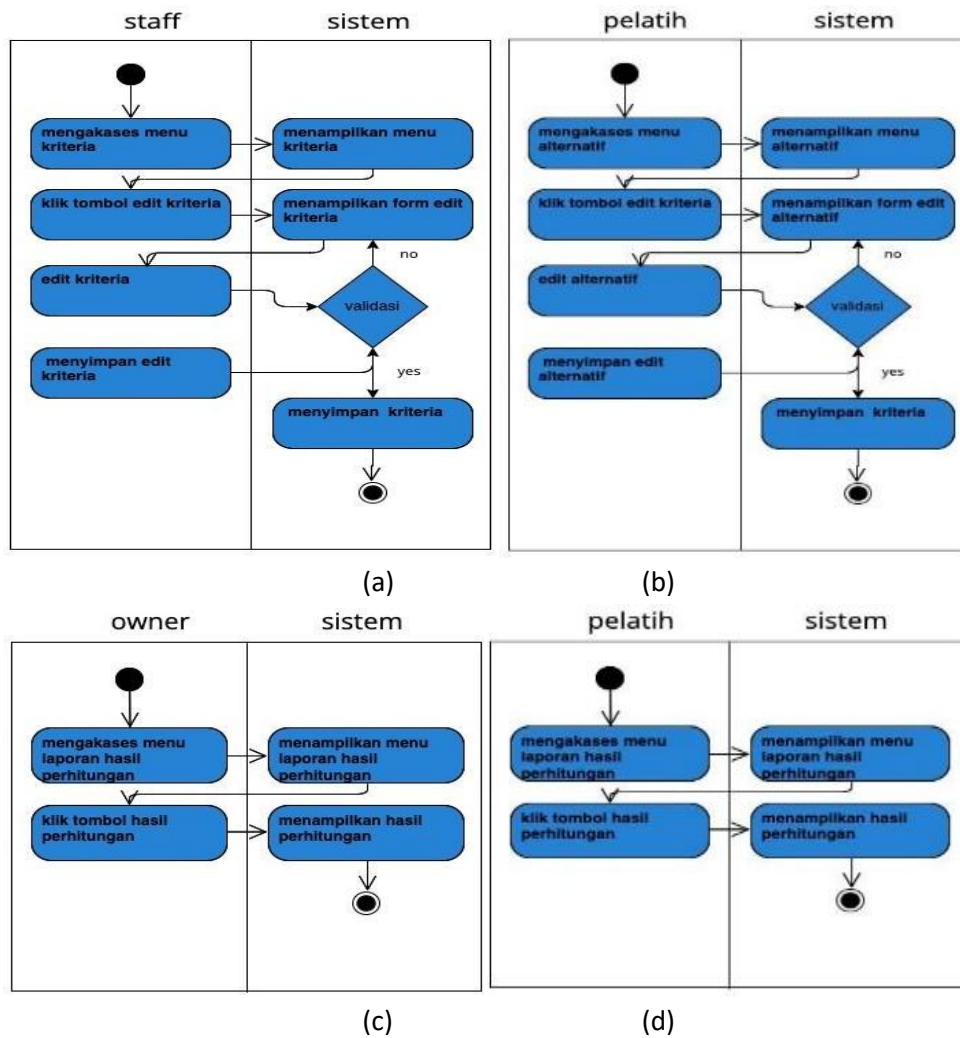 staff
sistem
mengakases menu
kriteria
menampilkan menu
kriteria
klik tombol edit kriteria
menampilkan form edit
kriteria
no
edit kriteria
validasi
menyimpan edit
kriteria
yes
menyimpan kriteria
(a)
pelatih
sistem
mengakases menu
alternatif
menampilkan menu
alternatif
klik tombol edit kriteria
menampilkan form edit
alternatif
no
edit alternatif
validasi
menyimpan edit
alternatif
yes
menyimpan kriteria
(b)
owner
sistem
mengakases menu
laporan hasil
perhitungan
menampilkan menu
laporan hasil
perhitungan
klik tombol hasil
perhitungan
menampilkan hasil
perhitungan
(c)
pelatih
sistem
mengakases menu
laporan hasil
perhitungan
menampilkan menu
laporan hasil
perhitungan
klik tombol hasil
perhitungan
menampilkan hasil
perhitungan
(d)